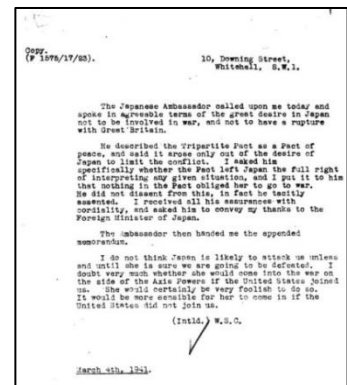 Copy.
(F 1575/17/23).
10, Downing Street,
Whitehall, S.W.1.
The Japanese Ambassador called upon me today and
spoke in agreeable terms of the great desire in Japan
not to be involved in war, and not to have a rupture
with Great Britain.
He described the Tripartite Pact as a Pact of
peace, and said it arose only out of the desire of
Japan to limit the conflict. I asked him
specifically whether the Pact left Japan the full right
of interpreting any given situation, and I put it to him
that nothing in the Pact obliged her to go to war.
He did not dissent from this, in fact he tacitly
assented. I received all his assurances with
cordiality, and asked him to convey my thanks to the
Foreign Minister of Japan.
The Ambassador then handed me the appended
memorandum.
I do not think Japan is likely to attack us unless
and until she is sure we are going to be defeated. I
doubt very much whether she would come into the war on
the side of the Axis Powers if the United States joined
us. She would certainly be very foolish to do so.
It would be more sensible for her to come in if the
United States did not join us.
(Intld.) W.S.C.
March 4th, 1941.